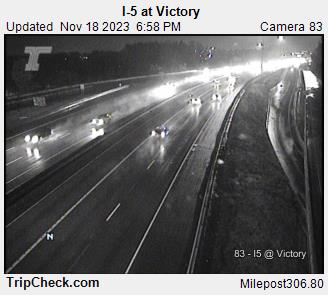 I-5 at Victory
Updated Nov 18 2023 6:58 PM Camera 83
T
N
83 - I5 @ Victory
TripCheck.com Milepost306.80